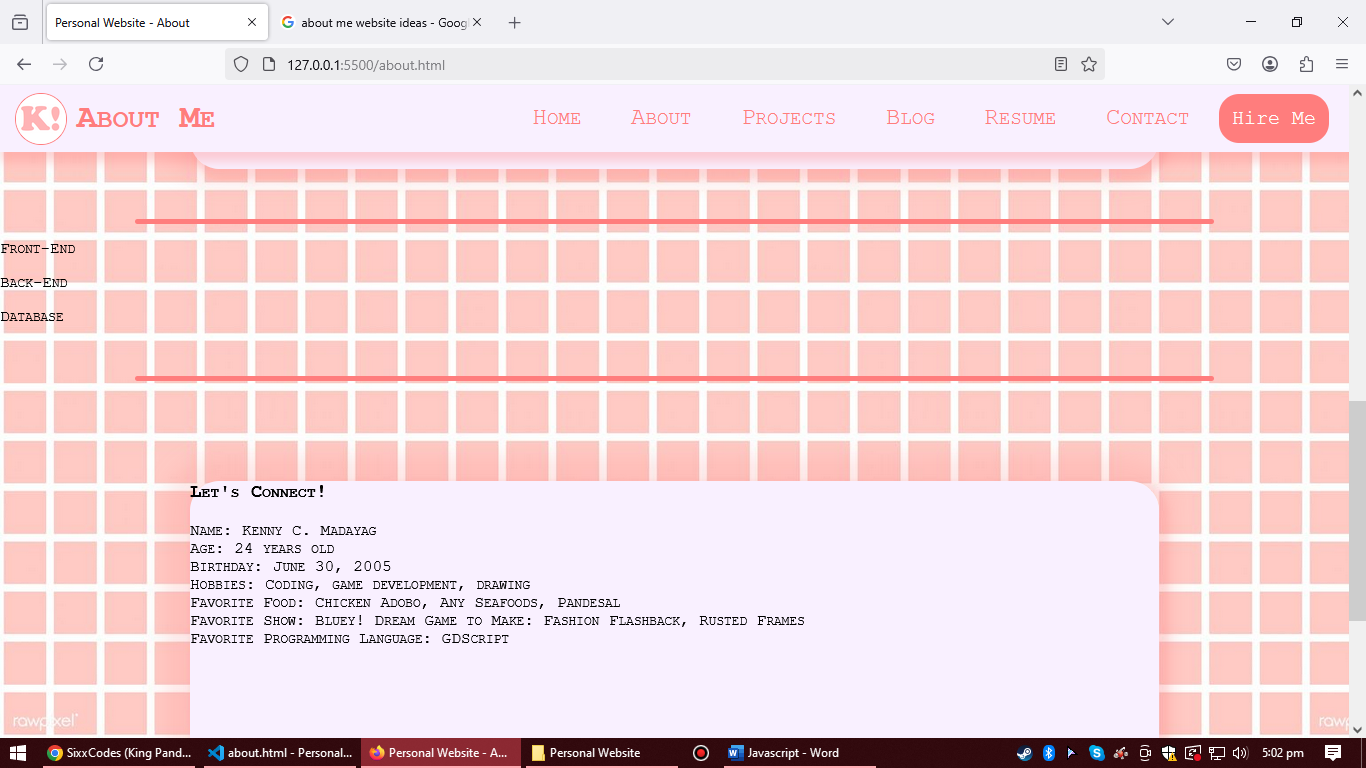 Personal Website - About
about me website ideas - Goog
127.0.0.1:5500/about.html
K! About Me
Home
About
Projects
Blog
Resume
Contact
Hire Me
Front-End
Back-End
Database
Let's Connect!
Name: Kenny C. Madayag
Age: 24 years old
Birthday: June 30, 2005
Hobbies: Coding, game development, drawing
Favorite Food: Chicken Adobo, Any Seafoods, Pandesal
Favorite Show: Bluey! Dream Game to Make: Fashion Flashback, Rusted Frames
Favorite Programming Language: GDScript
rawpixel
rawp
SixxCodes (King Pand...
about.html - Personal...
Personal Website - A...
Personal Website
Javascript - Word
5:02 pm